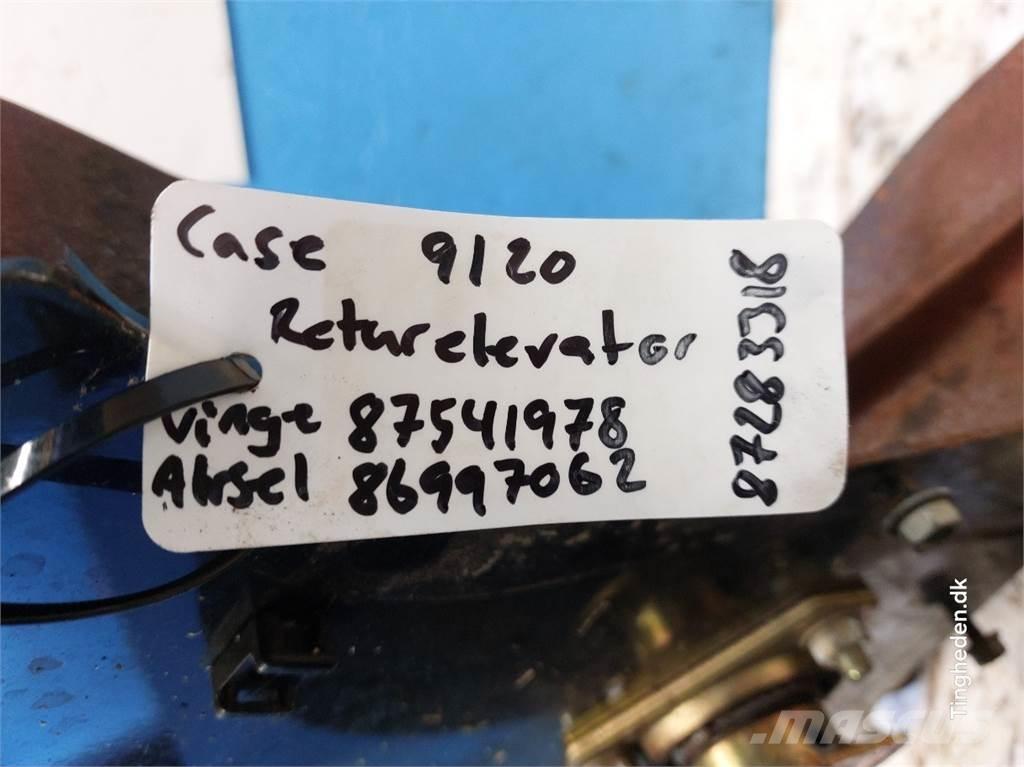 Case 9120
Returelevator
Vinge 87541978
Aksel 86997062
87283318
Tingheden.dk
MASCUS